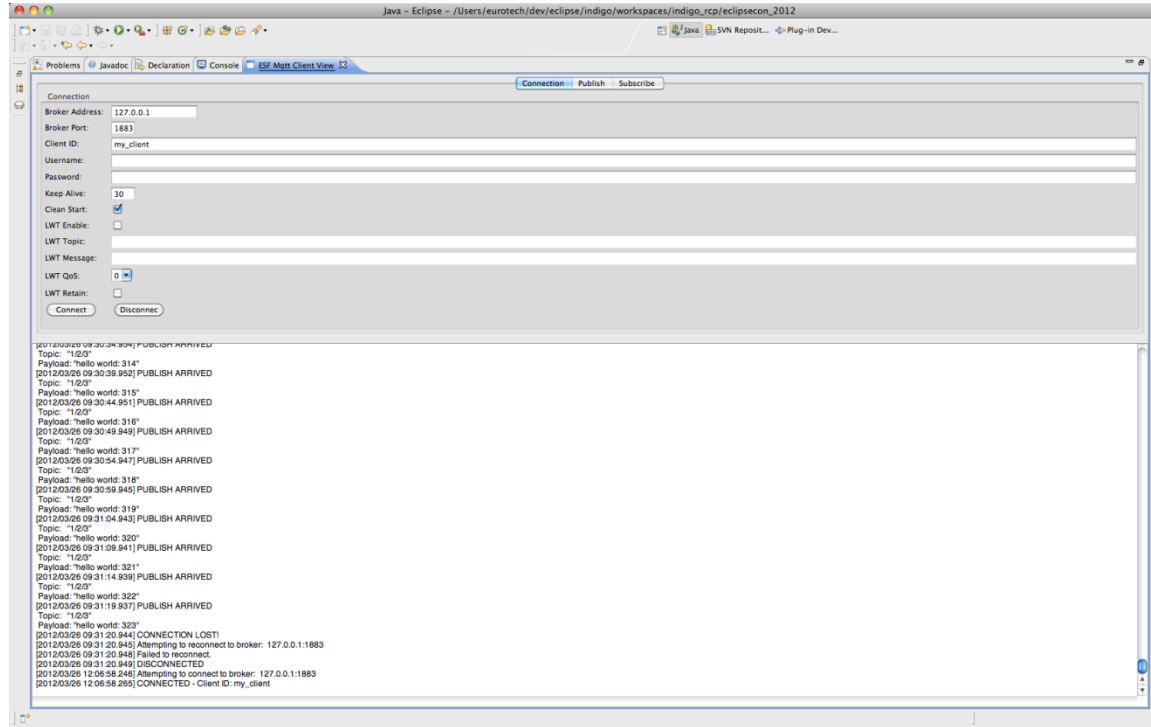 Java – Eclipse – /Users/eurotech/dev/eclipse/indigo/workspaces/indigo_rcp/eclipsecon_2012
Java SVN Reposit... Plug-in Dev...
Problems Javadoc Declaration Console ESF Mqtt Client View
Connection Publish Subscribe
Connection
Broker Address: 127.0.0.1
Broker Port: 1883
Client ID: my_client
Username:
Password:
Keep Alive: 30
Clean Start:
LWT Enable:
LWT Topic:
LWT Message:
LWT QoS: 0
LWT Retain:
Connect Disconnec
[2012/03/26 09:30:34.954] PUBLISH ARRIVED
Topic: "1/2/3"
Payload: "hello world: 314"
[2012/03/26 09:30:39.952] PUBLISH ARRIVED
Topic: "1/2/3"
Payload: "hello world: 315"
[2012/03/26 09:30:44.951] PUBLISH ARRIVED
Topic: "1/2/3"
Payload: "hello world: 316"
[2012/03/26 09:30:49.949] PUBLISH ARRIVED
Topic: "1/2/3"
Payload: "hello world: 317"
[2012/03/26 09:30:54.947] PUBLISH ARRIVED
Topic: "1/2/3"
Payload: "hello world: 318"
[2012/03/26 09:30:59.945] PUBLISH ARRIVED
Topic: "1/2/3"
Payload: "hello world: 319"
[2012/03/26 09:31:04.943] PUBLISH ARRIVED
Topic: "1/2/3"
Payload: "hello world: 320"
[2012/03/26 09:31:09.941] PUBLISH ARRIVED
Topic: "1/2/3"
Payload: "hello world: 321"
[2012/03/26 09:31:14.939] PUBLISH ARRIVED
Topic: "1/2/3"
Payload: "hello world: 322"
[2012/03/26 09:31:19.937] PUBLISH ARRIVED
Topic: "1/2/3"
Payload: "hello world: 323"
[2012/03/26 09:31:20.944] CONNECTION LOST!
[2012/03/26 09:31:20.945] Attempting to reconnect to broker: 127.0.0.1:1883
[2012/03/26 09:31:20.948] Failed to reconnect.
[2012/03/26 09:31:20.949] DISCONNECTED
[2012/03/26 12:06:58.246] Attempting to connect to broker: 127.0.0.1:1883
[2012/03/26 12:06:58.265] CONNECTED - Client ID: my_client